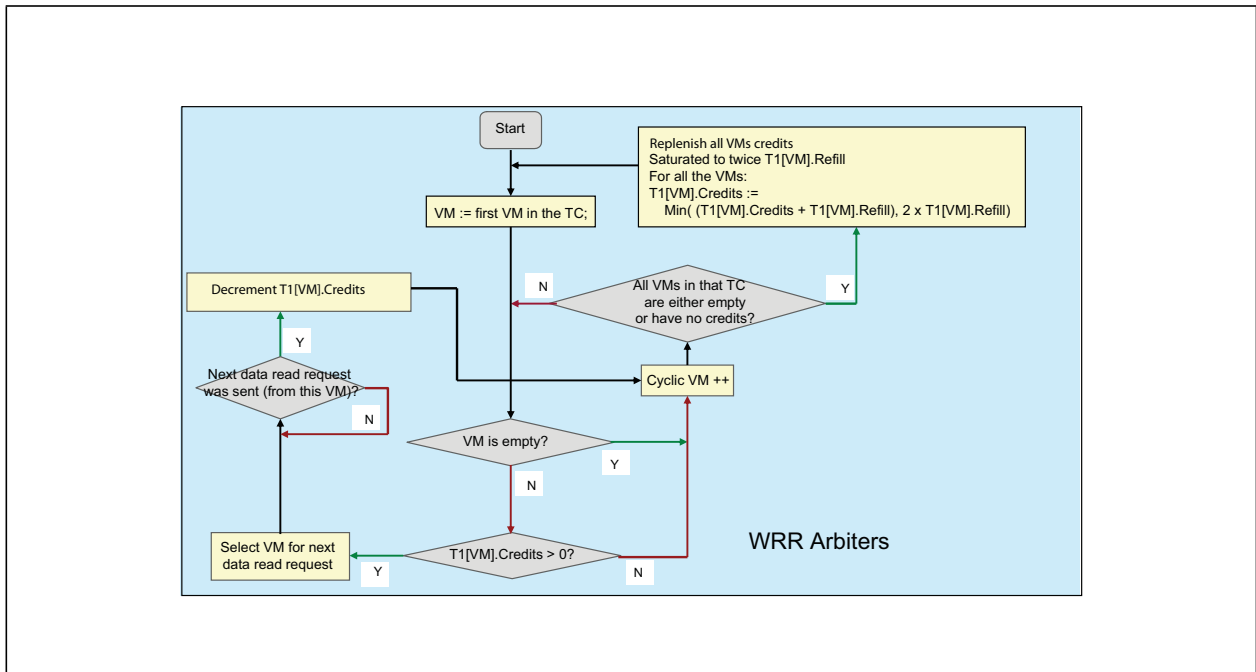 Start
Replenish all VMs credits
Saturated to twice T1[VM].Refill
For all the VMs:
T1[VM].Credits :=
Min( (T1[VM].Credits + T1[VM].Refill), 2 x T1[VM].Refill)
VM := first VM in the TC;
N
All VMs in that TC
are either empty
or have no credits?
Y
Decrement T1[VM].Credits
Y
Next data read request
was sent (from this VM)?
N
Cyclic VM ++
VM is empty?
Y
N
Select VM for next
data read request
Y
T1[VM].Credits > 0?
N
WRR Arbiters